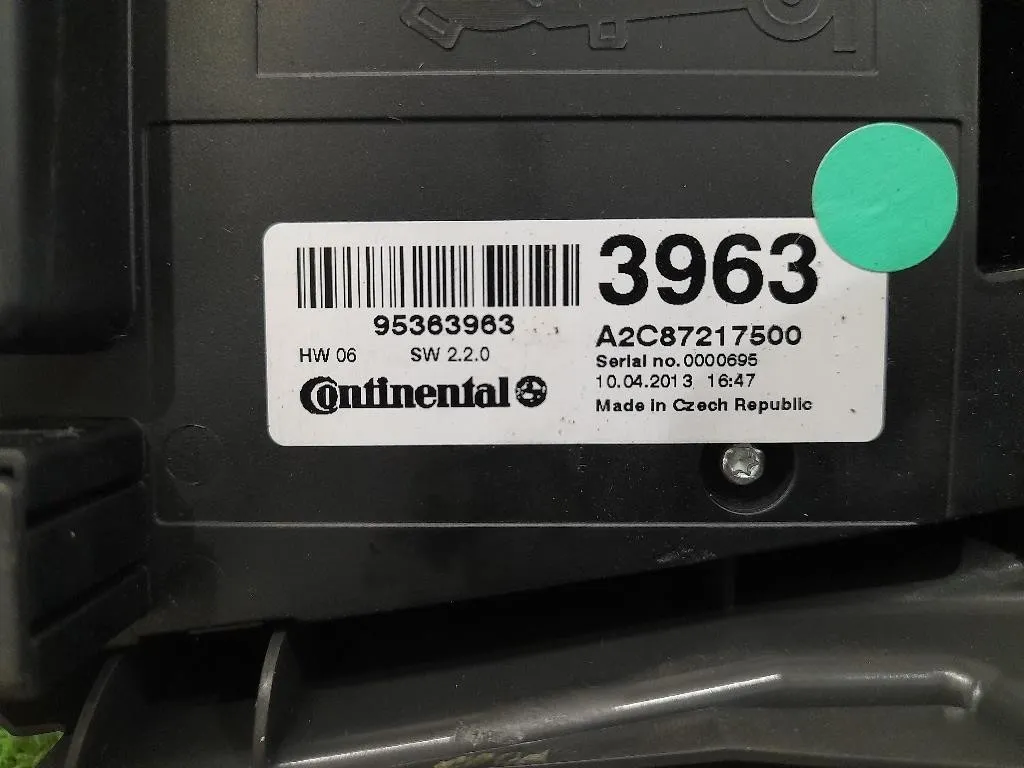 3963
95363963
A2C87217500
HW 06 SW 2.2.0
Serial no.0000695
10.04.2013 16:47
Continental
Made in Czech Republic